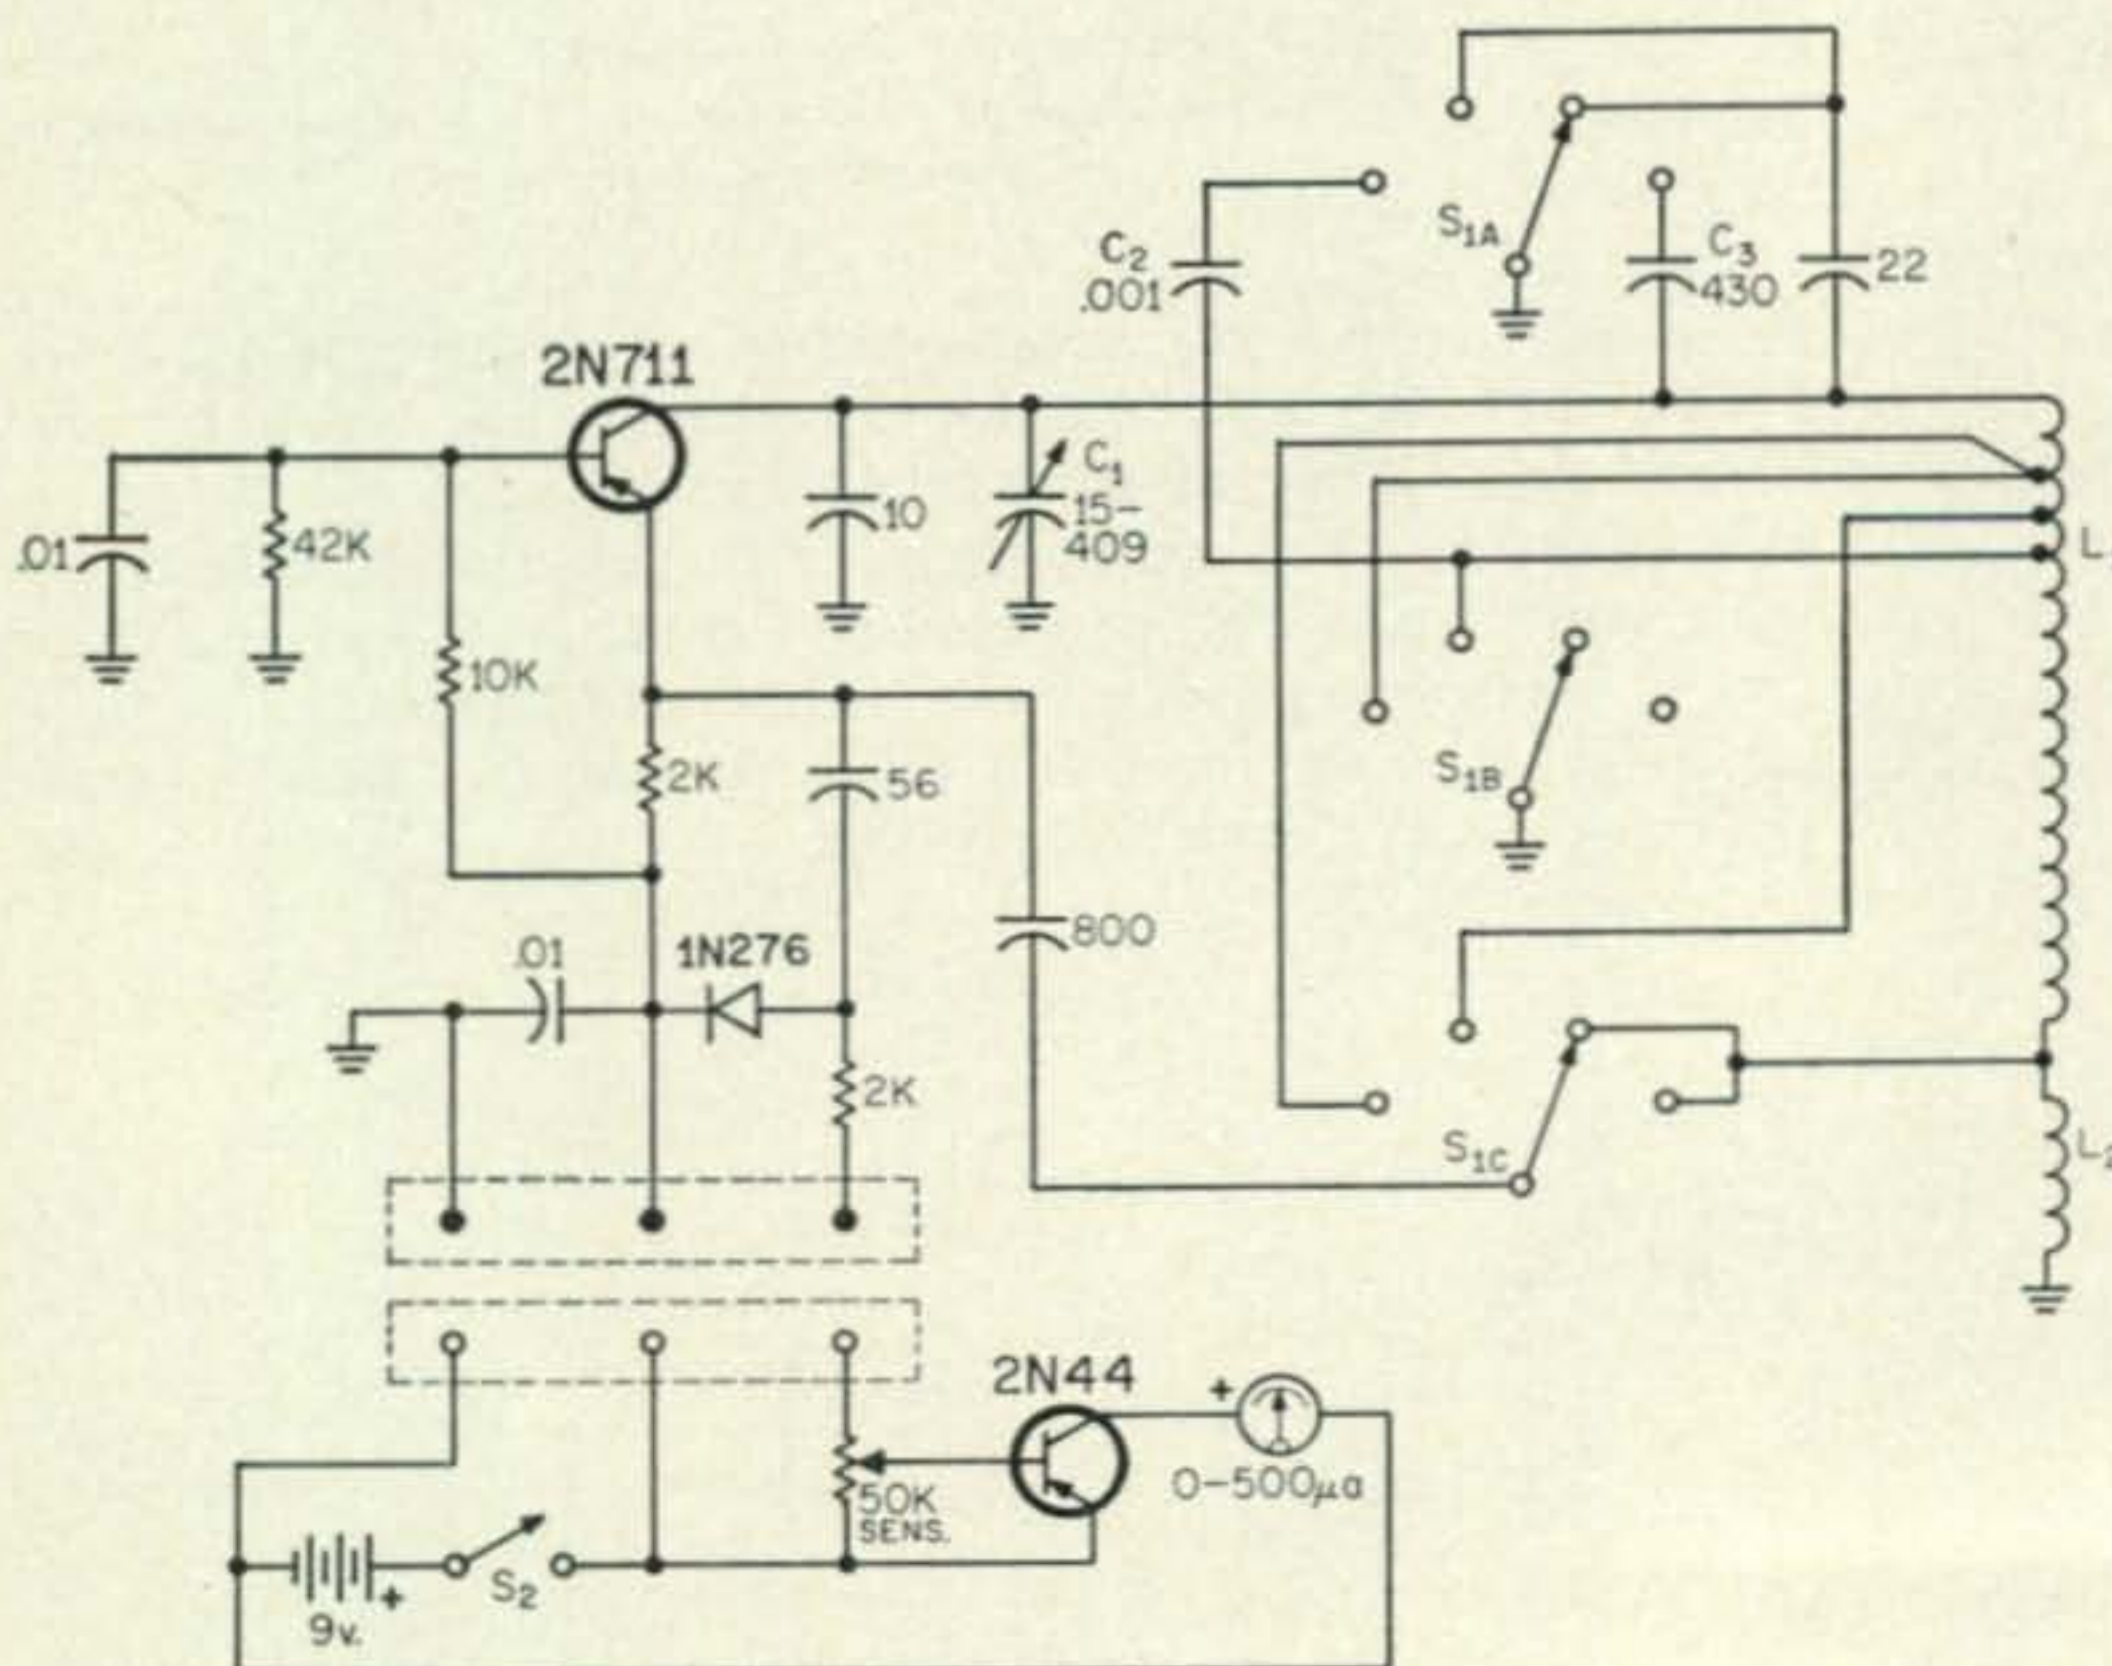 S1A
C2
.001
C3
430
22
2N711
.01
42K
10K
10
C1
15-
409
L
2K
56
S1B
800
.01
1N276
2K
S1C
L2
2N44
+
0-500μa
50K
SENS.
S2
+
9v.